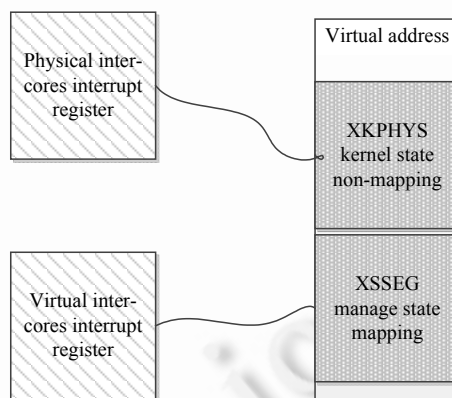 Physical inter-
cores interrupt
register
Virtual address
XKPHYS
kernel state
non-mapping
Virtual inter-
cores interrupt
register
XSSEG
manage state
mapping